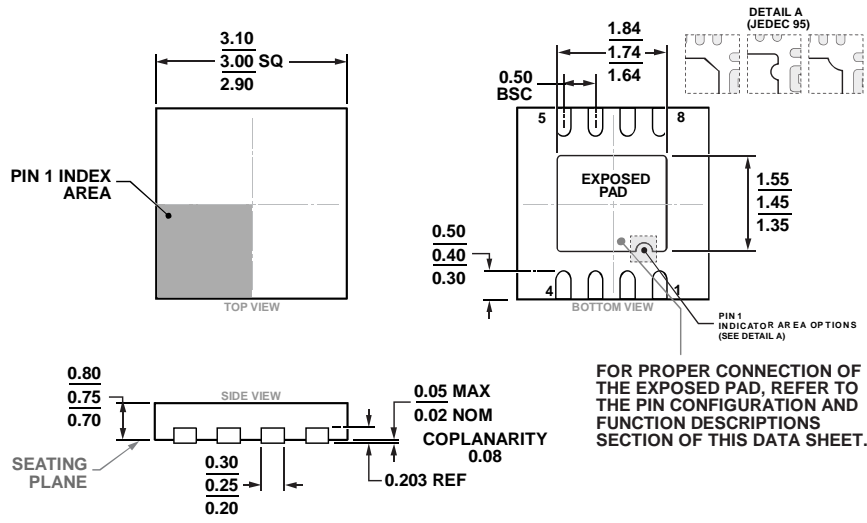 DETAIL A
(JEDEC 95)
3.10
3.00 SQ
2.90
1.84
1.74
1.64
0.50
BSC
5
8
PIN 1 INDEX
AREA
EXPOSED
PAD
1.55
1.45
1.35
0.50
0.40
0.30
4
1
TOP VIEW
BOTTOM VIEW
PIN 1
INDICATOR AREA OPTIONS
(SEE DETAIL A)
FOR PROPER CONNECTION OF
THE EXPOSED PAD, REFER TO
THE PIN CONFIGURATION AND
FUNCTION DESCRIPTIONS
SECTION OF THIS DATA SHEET.
0.80
0.75
0.70
SIDE VIEW
0.05 MAX
0.02 NOM
COPLANARITY
0.08
SEATING
PLANE
0.30
0.25
0.20
0.203 REF